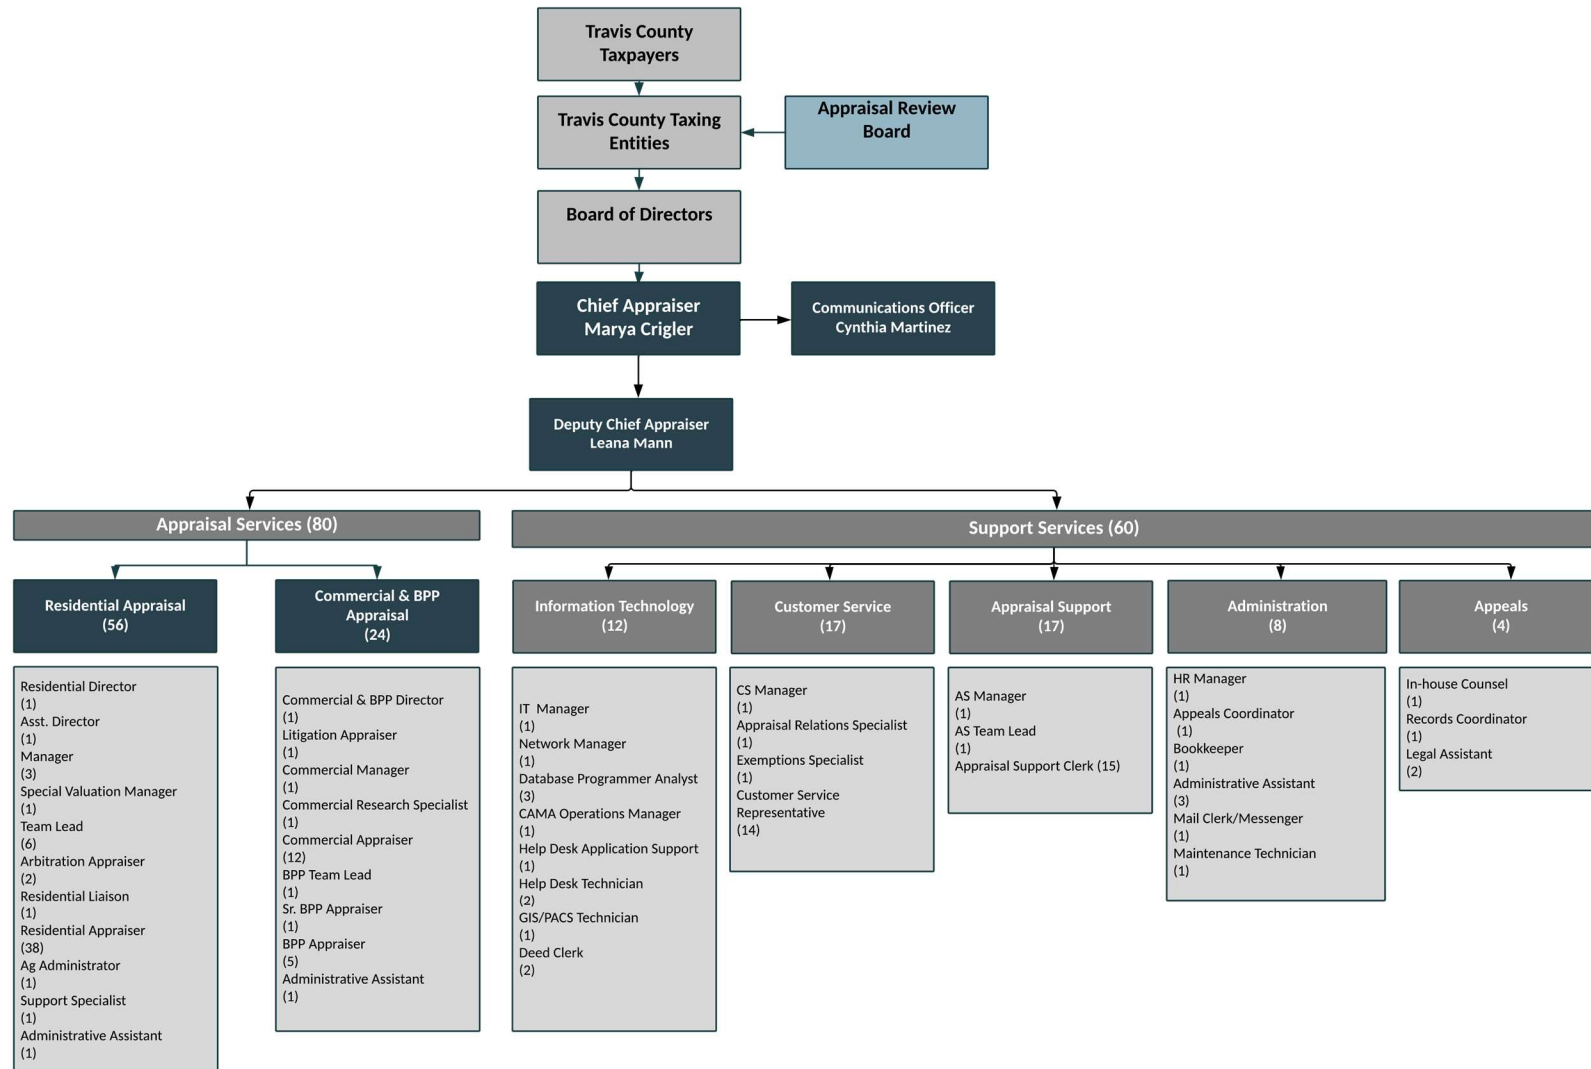 Travis County
Taxpayers
Travis County Taxing
Entities
Appraisal Review
Board
Board of Directors
Chief Appraiser
Marya Crigler
Communications Officer
Cynthia Martinez
Deputy Chief Appraiser
Leana Mann
Appraisal Services (80)
Support Services (60)
Residential Appraisal
(56)
Commercial & BPP
Appraisal
(24)
Information Technology
(12)
Customer Service
(17)
Appraisal Support
(17)
Administration
(8)
Appeals
(4)
Residential Director
(1)
Asst. Director
(1)
Manager
(3)
Special Valuation Manager
(1)
Team Lead
(6)
Arbitration Appraiser
(2)
Residential Liaison
(1)
Residential Appraiser
(38)
Ag Administrator
(1)
Support Specialist
(1)
Administrative Assistant
(1)
Commercial & BPP Director
(1)
Litigation Appraiser
(1)
Commercial Manager
(1)
Commercial Research Specialist
(1)
Commercial Appraiser
(12)
BPP Team Lead
(1)
Sr. BPP Appraiser
(1)
BPP Appraiser
(5)
Administrative Assistant
(1)
IT Manager
(1)
Network Manager
(1)
Database Programmer Analyst
(3)
CAMA Operations Manager
(1)
Help Desk Application Support
(1)
Help Desk Technician
(2)
GIS/PACS Technician
(1)
Deed Clerk
(2)
CS Manager
(1)
Appraisal Relations Specialist
(1)
Exemptions Specialist
(1)
Customer Service
Representative
(14)
AS Manager
(1)
AS Team Lead
(1)
Appraisal Support Clerk (15)
HR Manager
(1)
Appeals Coordinator
(1)
Bookkeeper
(1)
Administrative Assistant
(3)
Mail Clerk/Messenger
(1)
Maintenance Technician
(1)
In-house Counsel
(1)
Records Coordinator
(1)
Legal Assistant
(2)